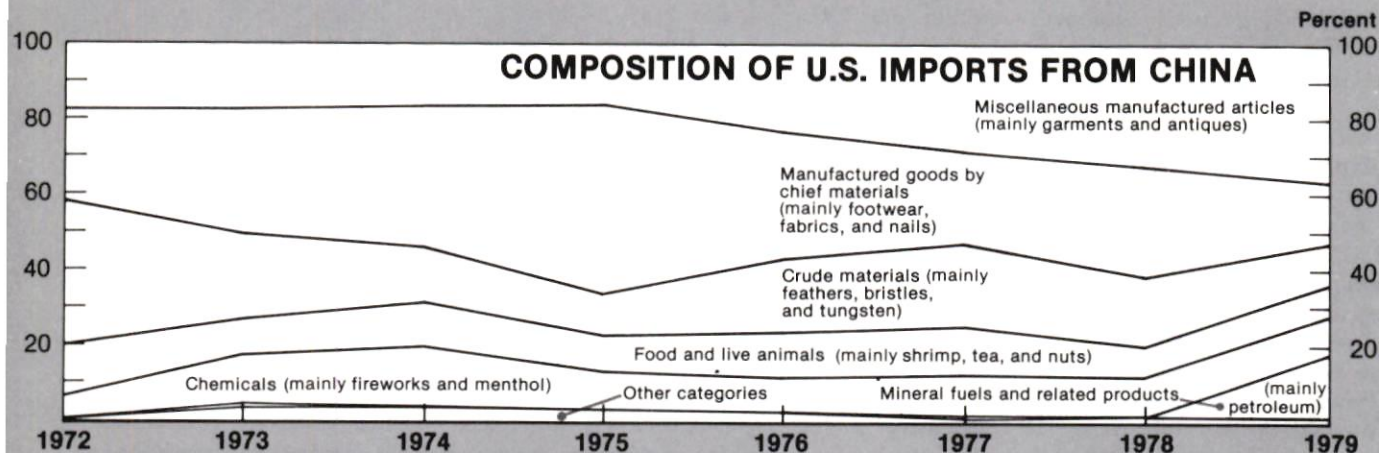 Percent
100
80
60
40
20
100
80
60
40
20
COMPOSITION OF U.S. IMPORTS FROM CHINA
Miscellaneous manufactured articles
(mainly garments and antiques)
Manufactured goods by
chief materials
(mainly footwear,
fabrics, and nails)
Crude materials (mainly
feathers, bristles,
and tungsten)
Food and live animals (mainly shrimp, tea, and nuts)
Chemicals (mainly fireworks and menthol)
Other categories
Mineral fuels and related products
(mainly
petroleum)
1972 1973 1974 1975 1976 1977 1978 1979